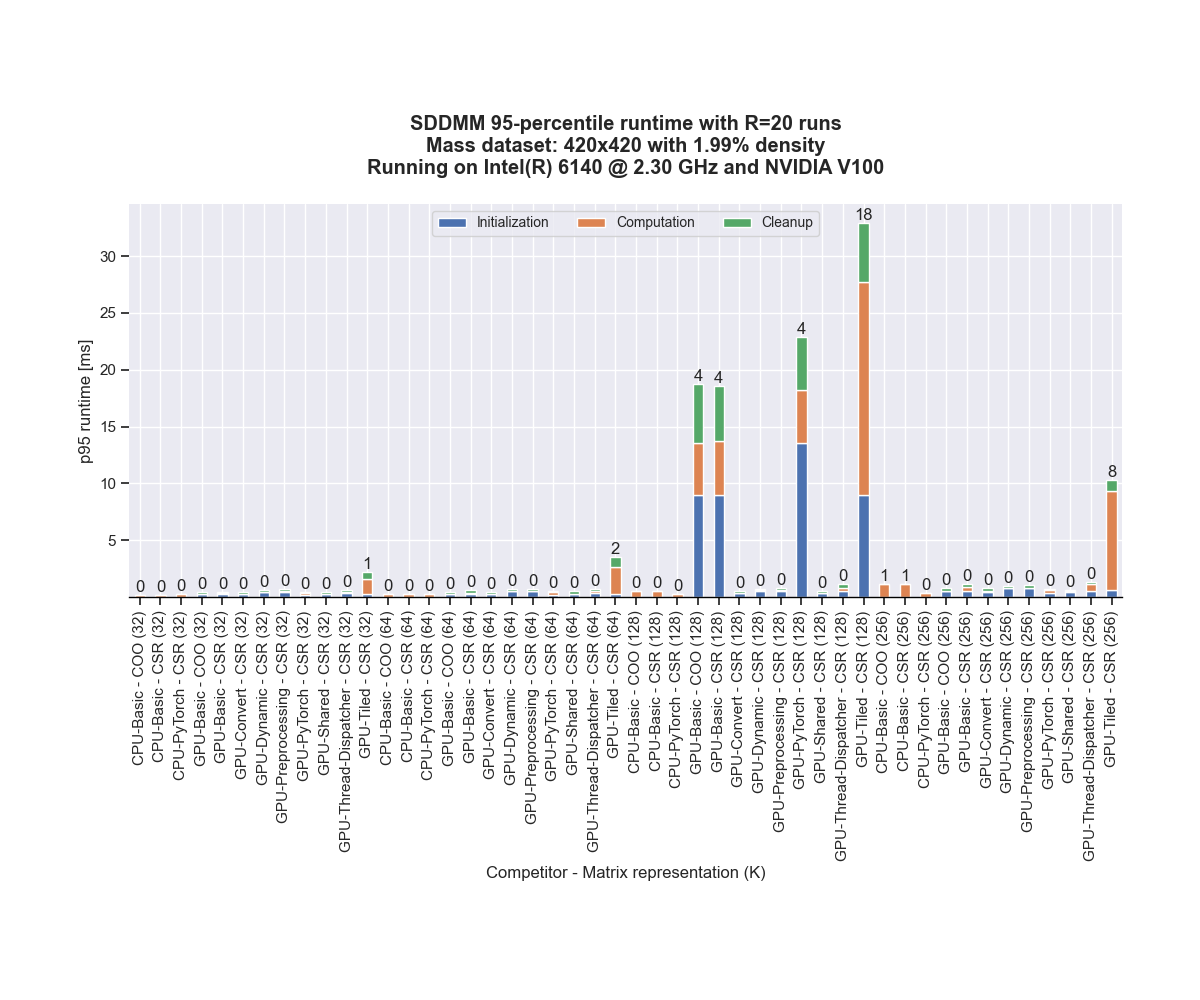 SDDMM 95-percentile runtime with R=20 runs
Mass dataset: 420x420 with 1.99% density
Running on Intel(R) 6140 @ 2.30 GHz and NVIDIA V100
Initialization Computation Cleanup
p95 runtime [ms]
30
25
20
15
10
5
0 0 0 0 0 0 0 0 0 0 0 1 0 0 0 0 0 0 0 0 0 0 0 2 0 0 0 4 4 0 0 0 4 0 0 18 1 1 0 0 0 0 0 0 0 0 0 8
CPU-Basic - COO (32)
CPU-Basic - CSR (32)
CPU-PyTorch - CSR (32)
GPU-Basic - COO (32)
GPU-Basic - CSR (32)
GPU-Convert - CSR (32)
GPU-Dynamic - CSR (32)
GPU-Preprocessing - CSR (32)
GPU-PyTorch - CSR (32)
GPU-Shared - CSR (32)
GPU-Thread-Dispatcher - CSR (32)
GPU-Tiled - CSR (32)
CPU-Basic - COO (64)
CPU-Basic - CSR (64)
CPU-PyTorch - CSR (64)
GPU-Basic - COO (64)
GPU-Basic - CSR (64)
GPU-Convert - CSR (64)
GPU-Dynamic - CSR (64)
GPU-Preprocessing - CSR (64)
GPU-PyTorch - CSR (64)
GPU-Shared - CSR (64)
GPU-Thread-Dispatcher - CSR (64)
GPU-Tiled - CSR (64)
CPU-Basic - COO (128)
CPU-Basic - CSR (128)
CPU-PyTorch - CSR (128)
GPU-Basic - COO (128)
GPU-Basic - CSR (128)
GPU-Convert - CSR (128)
GPU-Dynamic - CSR (128)
GPU-Preprocessing - CSR (128)
GPU-PyTorch - CSR (128)
GPU-Shared - CSR (128)
GPU-Thread-Dispatcher - CSR (128)
GPU-Tiled - CSR (128)
CPU-Basic - COO (256)
CPU-Basic - CSR (256)
CPU-PyTorch - CSR (256)
GPU-Basic - COO (256)
GPU-Basic - CSR (256)
GPU-Convert - CSR (256)
GPU-Dynamic - CSR (256)
GPU-Preprocessing - CSR (256)
GPU-PyTorch - CSR (256)
GPU-Shared - CSR (256)
GPU-Thread-Dispatcher - CSR (256)
GPU-Tiled - CSR (256)
Competitor - Matrix representation (K)